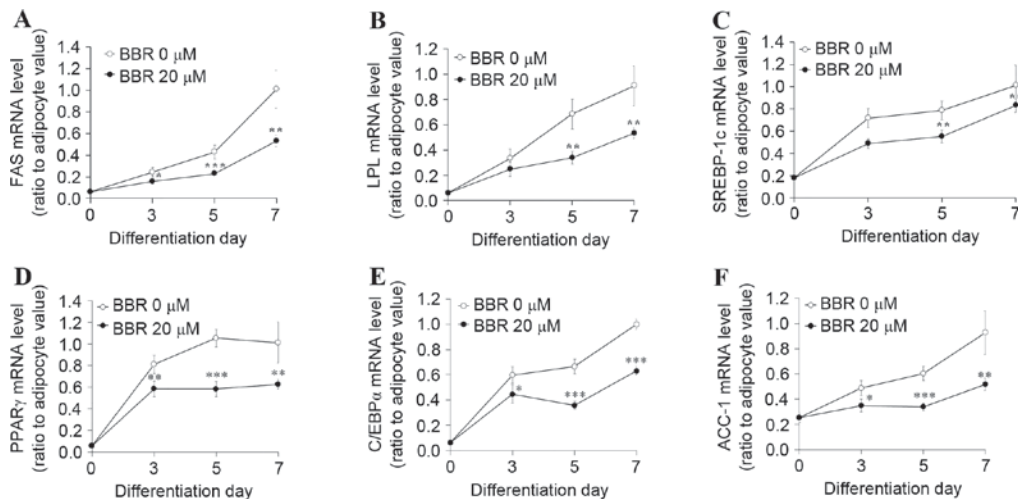 A
FAS mRNA level
(ratio to adipocyte value)
1.4
1.2
1.0
0.8
0.6
0.4
0.2
0.0
BBR 0 μM
BBR 20 μM
*
***
**
0 3 5 7
Differentiation day
B
LPL mRNA level
(ratio to adipocyte value)
1.4
1.2
1.0
0.8
0.6
0.4
0.2
0.0
BBR 0 μM
BBR 20 μM
**
**
0 3 5 7
Differentiation day
C
SREBP-1c mRNA level
(ratio to adipocyte value)
1.4
1.2
1.0
0.8
0.6
0.4
0.2
0.0
BBR 0 μM
BBR 20 μM
**
*
0 3 5 7
Differentiation day
D
PPARγ mRNA level
(ratio to adipocyte value)
1.4
1.2
1.0
0.8
0.6
0.4
0.2
0.0
BBR 0 μM
BBR 20 μM
**
***
**
0 3 5 7
Differentiation day
E
C/EBPα mRNA level
(ratio to adipocyte value)
1.2
1.0
0.8
0.6
0.4
0.2
0.0
BBR 0 μM
BBR 20 μM
*
***
***
0 3 5 7
Differentiation day
F
ACC-1 mRNA level
(ratio to adipocyte value)
1.2
1.0
0.8
0.6
0.4
0.2
0.0
BBR 0 μM
BBR 20 μM
*
***
**
0 3 5 7
Differentiation day